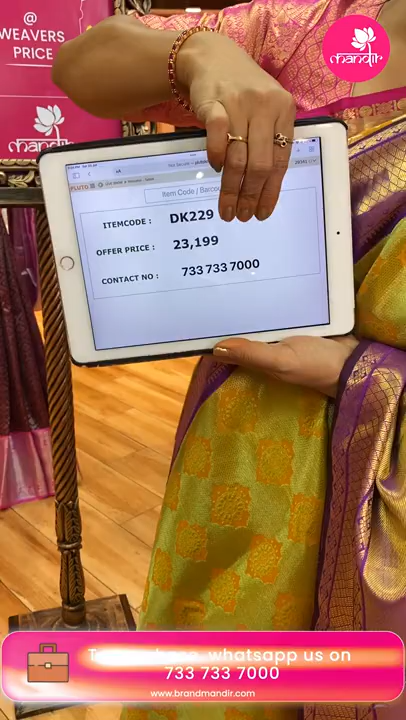 @
WEAVERS
PRICE
mandir
mandir
Item Code / Barcod
ITEMCODE : DK229
OFFER PRICE : 23,199
CONTACT NO : 733 733 7000
whatsapp us on
733 733 7000
www.brandmandir.com